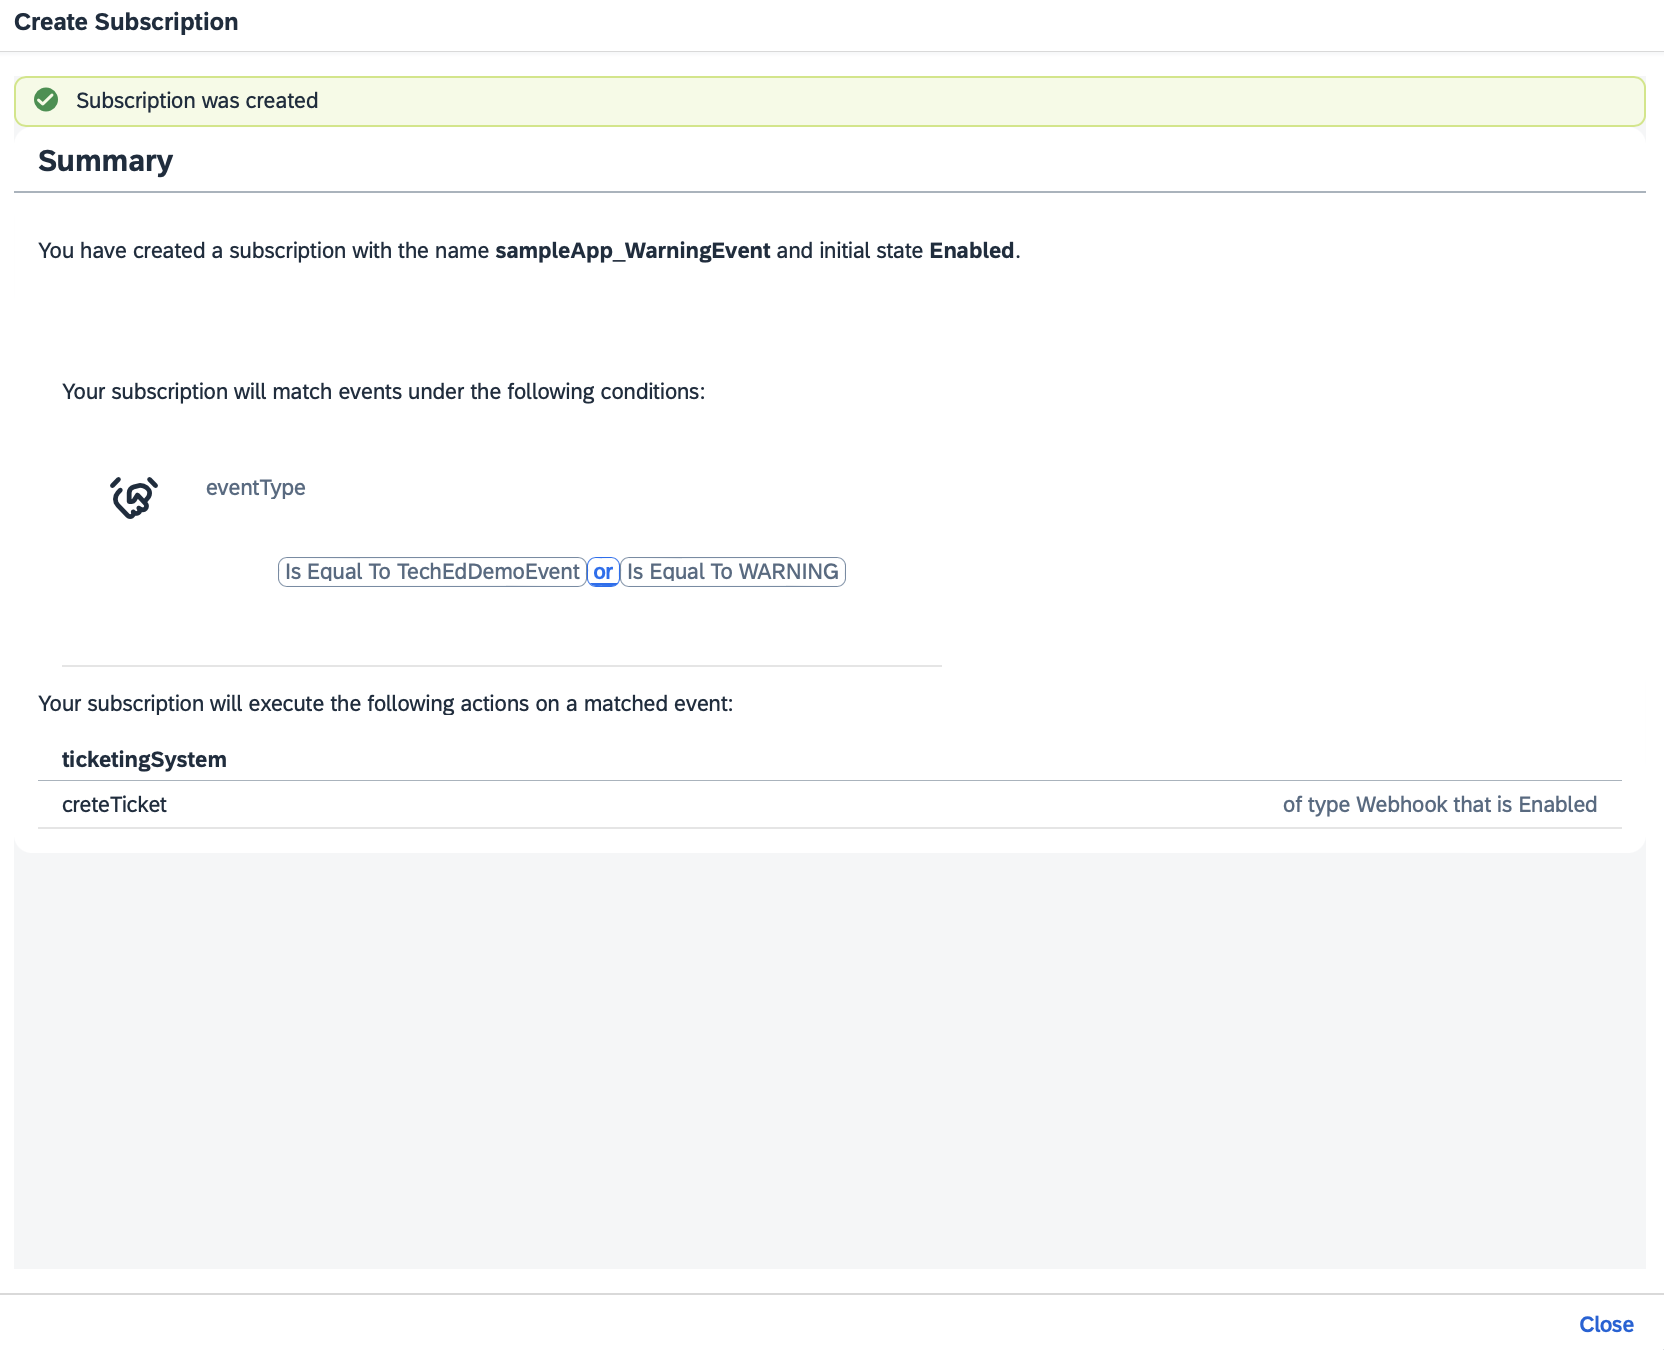 Create Subscription
Subscription was created
Summary
You have created a subscription with the name sampleApp_WarningEvent and initial state Enabled.
Your subscription will match events under the following conditions:
eventType
Is Equal To TechEdDemoEvent or Is Equal To WARNING
Your subscription will execute the following actions on a matched event:
ticketingSystem
creteTicket of type Webhook that is Enabled
Close